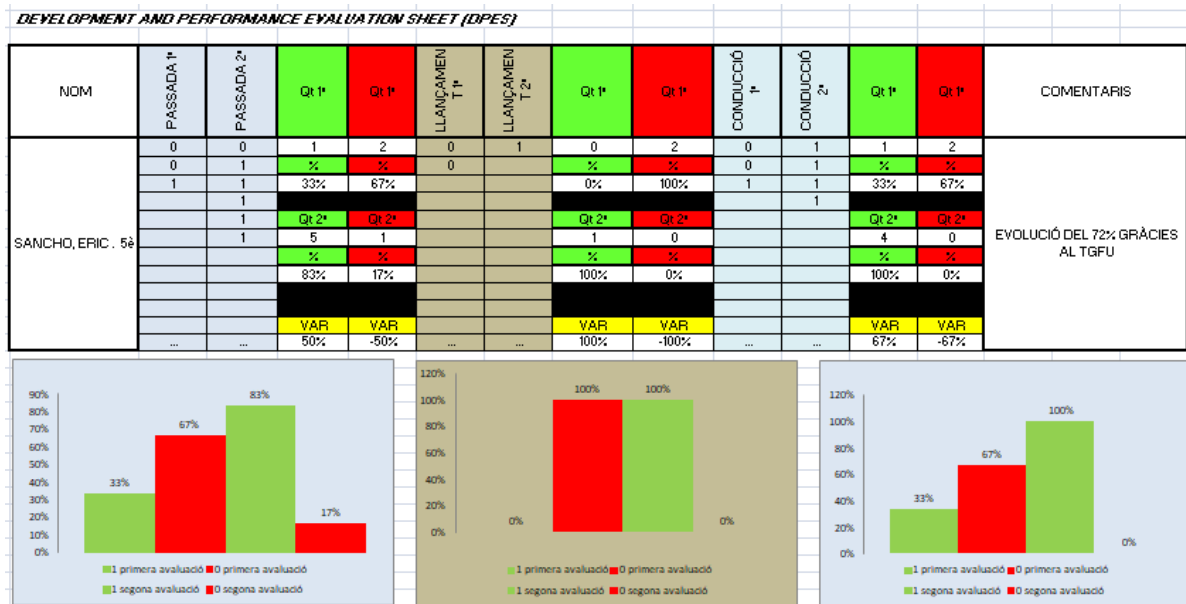 DEVELOPMENT AND PERFORMANCE EVALUATION SHEET (DPES)
NOM PASSADA 1ª PASSADA 2ª Qt 1ª Qt 1ª LLANÇAMEN T 1ª LLANÇAMEN T 2ª Qt 1ª Qt 1ª CONDUCCIÓ 1ª CONDUCCIÓ 2ª Qt 1ª Qt 1ª COMENTARIS
0 0 1 2 0 1 0 2 0 1 1 2
0 1 % % 0 % % 0 1 % %
1 1 33% 67% 0% 100% 1 1 33% 67%
1 1
1 Qt 2ª Qt 2ª Qt 2ª Qt 2ª Qt 2ª Qt 2ª
SANCHO, ERIC . 5è
1 5 1 1 0 4 0
EVOLUCIÓ DEL 72% GRÀCIES
AL TGFU
% % % % % %
83% 17% 100% 0% 100% 0%
VAR VAR VAR VAR VAR VAR
... ... 50% -50% ... ... 100% -100% ... ... 67% -67%
90%
80%
70%
60%
50%
40%
30%
20%
10%
0%
33%
67%
83%
17%
1 primera avaluació 0 primera avaluació
1 segona avaluació 0 segona avaluació
120%
100%
80%
60%
40%
20%
0%
0%
100%
100%
0%
1 primera avaluació 0 primera avaluació
1 segona avaluació 0 segona avaluació
120%
100%
80%
60%
40%
20%
0%
33%
67%
100%
0%
1 primera avaluació 0 primera avaluació
1 segona avaluació 0 segona avaluació